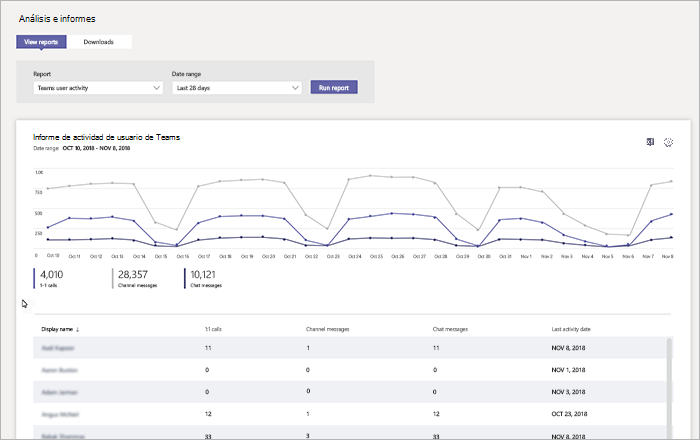 Análisis e informes
View reports Downloads
Report Date range
Teams user activity Last 28 days Run report
Informe de actividad de usuario de Teams
Date range: OCT 10, 2018 - NOV 8, 2018
10K
750
500
250
0
Oct 10 Oct 11 Oct 12 Oct 13 Oct 14 Oct 15 Oct 16 Oct 17 Oct 18 Oct 19 Oct 20 Oct 21 Oct 22 Oct 23 Oct 24 Oct 25 Oct 26 Oct 27 Oct 28 Oct 29 Oct 30 Oct 31 Nov 1 Nov 2 Nov 3 Nov 4 Nov 5 Nov 6 Nov 7 Nov 8
4,010 28,357 10,121
1-1 calls Channel messages Chat messages
Display name ↓ 1:1 calls Channel messages Chat messages Last activity date
11 1 11 NOV 8, 2018
0 0 0 NOV 1, 2018
0 0 0 NOV 3, 2018
12 1 12 OCT 23, 2018
33 3 33 NOV 8, 2018